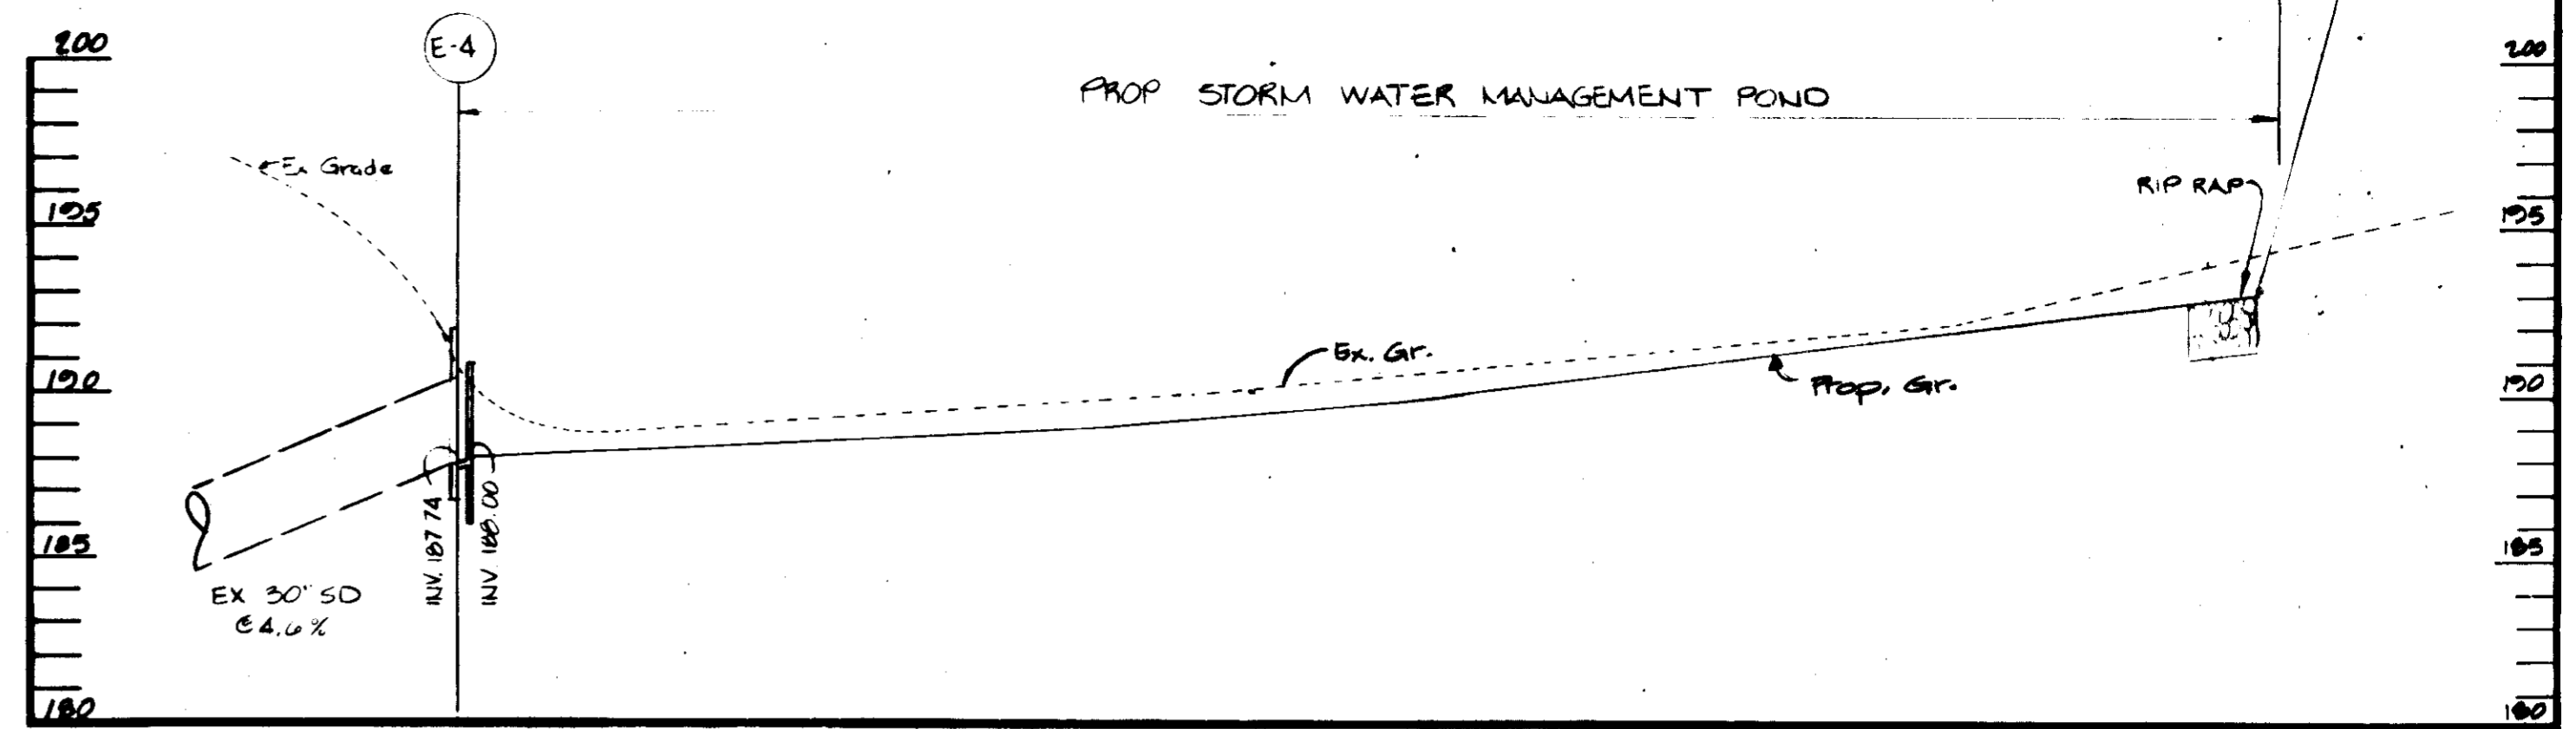 200
E-4
200
PROP STORM WATER MANAGEMENT POND
Ex Grade
RIP RAP
195
195
Ex. Gr.
190
Prop. Gr.
190
INV. 187 74
INV. 188.00
185
185
EX 30" SD
@ 4.6%
180
180